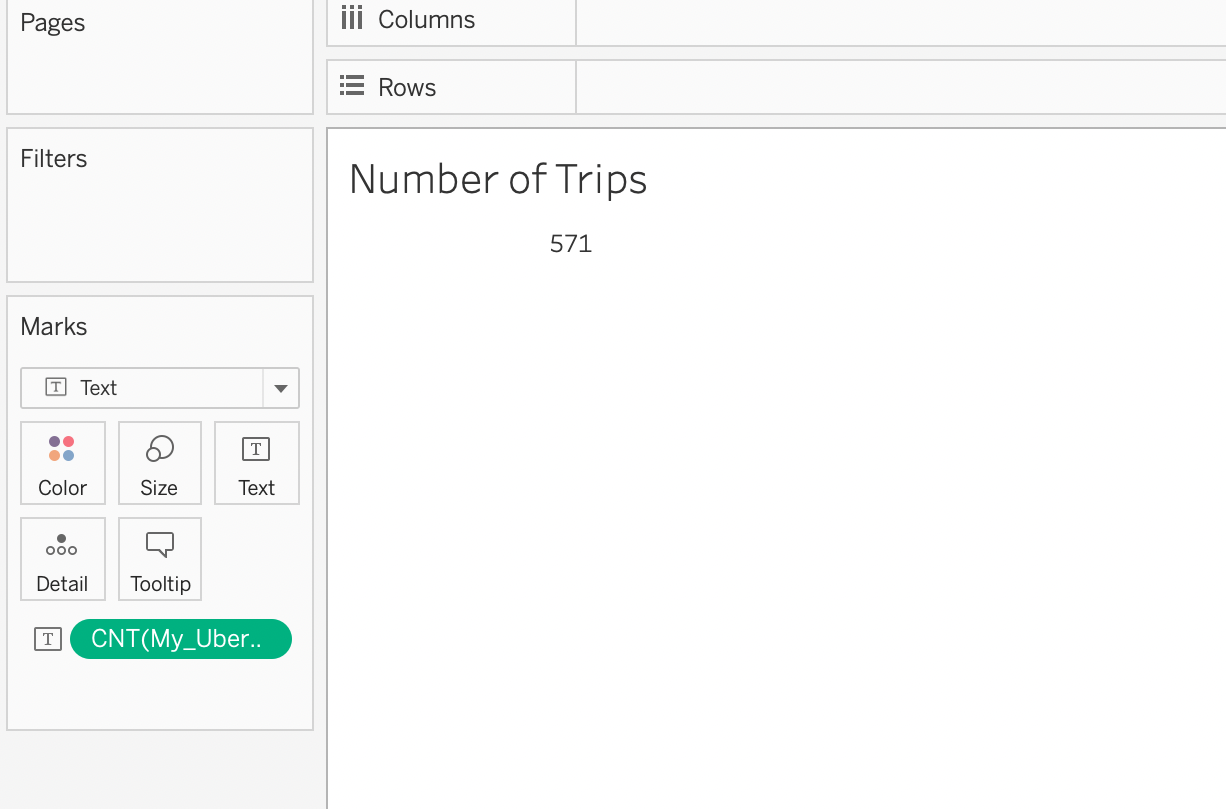 Pages
Columns
Rows
Filters
Number of Trips
571
Marks
T Text
Color
Size
T
Text
Detail
Tooltip
T CNT(My_Uber..